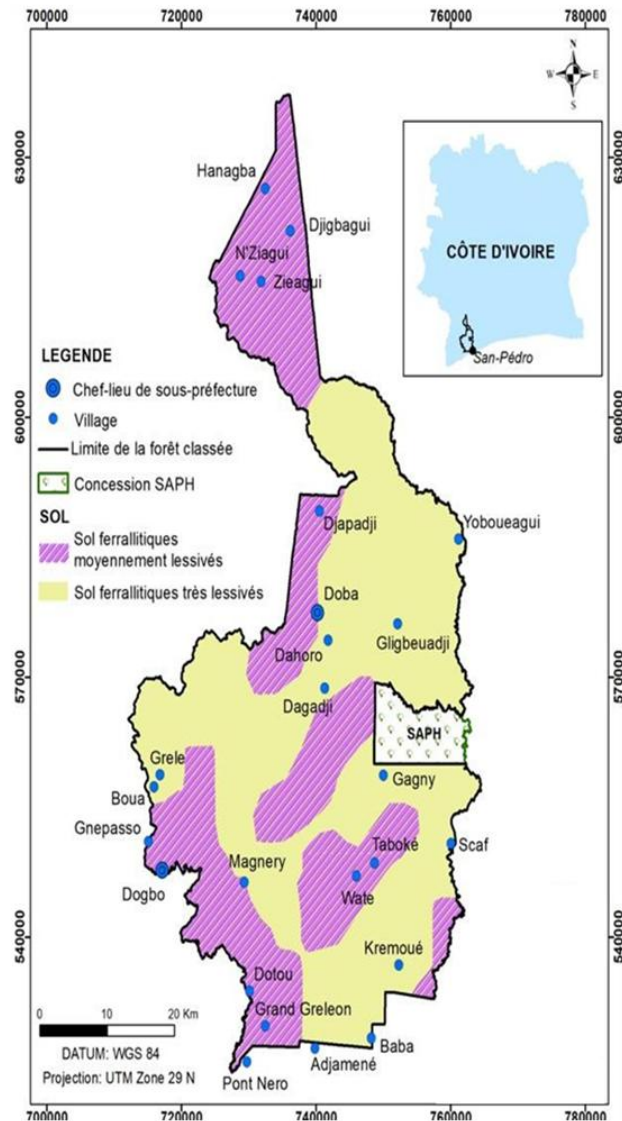 700000 720000 740000 760000 780000
N
W E
S
630000 630000
Hanagba
Djigbagui
N'Ziagui
Zieagui
CÔTE D'IVOIRE
San-Pédro
LEGENDE
Chef-lieu de sous-préfecture
Village
Limite de la forêt classée
Concession SAPH
SOL
Sol ferrallitiques
moyennement lessivés
Sol ferrallitiques très lessivés
600000 600000
Djapadji
Yoboueagui
Doba
Gligbeuadji
Dahoro
570000 570000
Dagadji
SAPH
Grele
Gagny
Boua
Gnepasso
Scaf
Taboké
Magnery
Wate
Dogbo
540000 540000
Kremoué
Dotou
Grand Greleon
0 10 20 Km
Baba
Adjamené
DATUM: WGS 84
Projection: UTM Zone 29 N
Pont Nero
700000 720000 740000 760000 780000